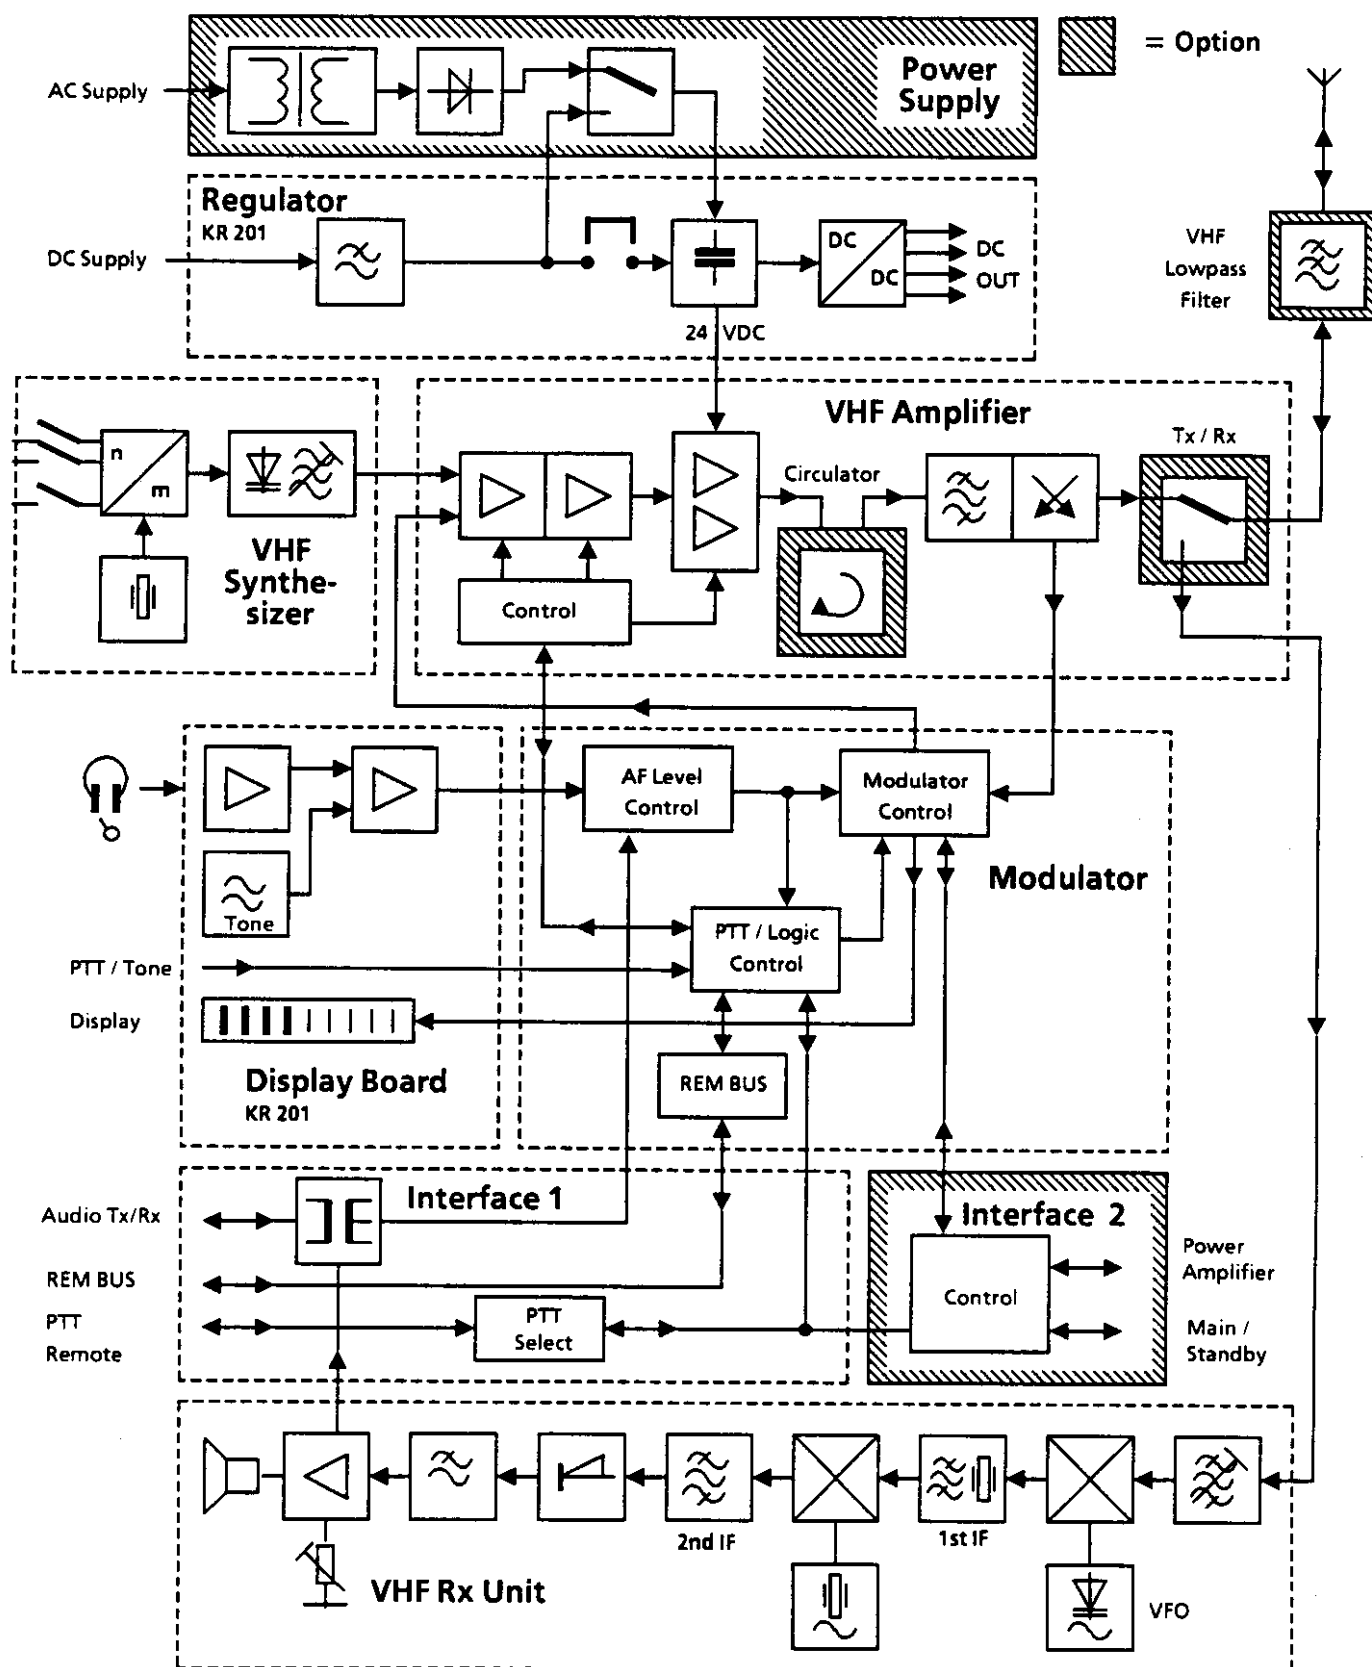 = Option
Power
Supply
AC Supply
Regulator
KR 201
DC Supply
DC
DC
DC
OUT
24 VDC
VHF
Lowpass
Filter
VHF Amplifier
Tx / Rx
n
m
Circulator
VHF
Synthe-
sizer
Control
AF Level
Control
Modulator
Control
Modulator
Tone
PTT / Logic
Control
PTT / Tone
Display
REM BUS
Display Board
KR 201
Interface 1
Audio Tx/Rx
REM BUS
PTT
Remote
PTT
Select
Interface 2
Control
Power
Amplifier
Main /
Standby
2nd IF
1st IF
VHF Rx Unit
VFO